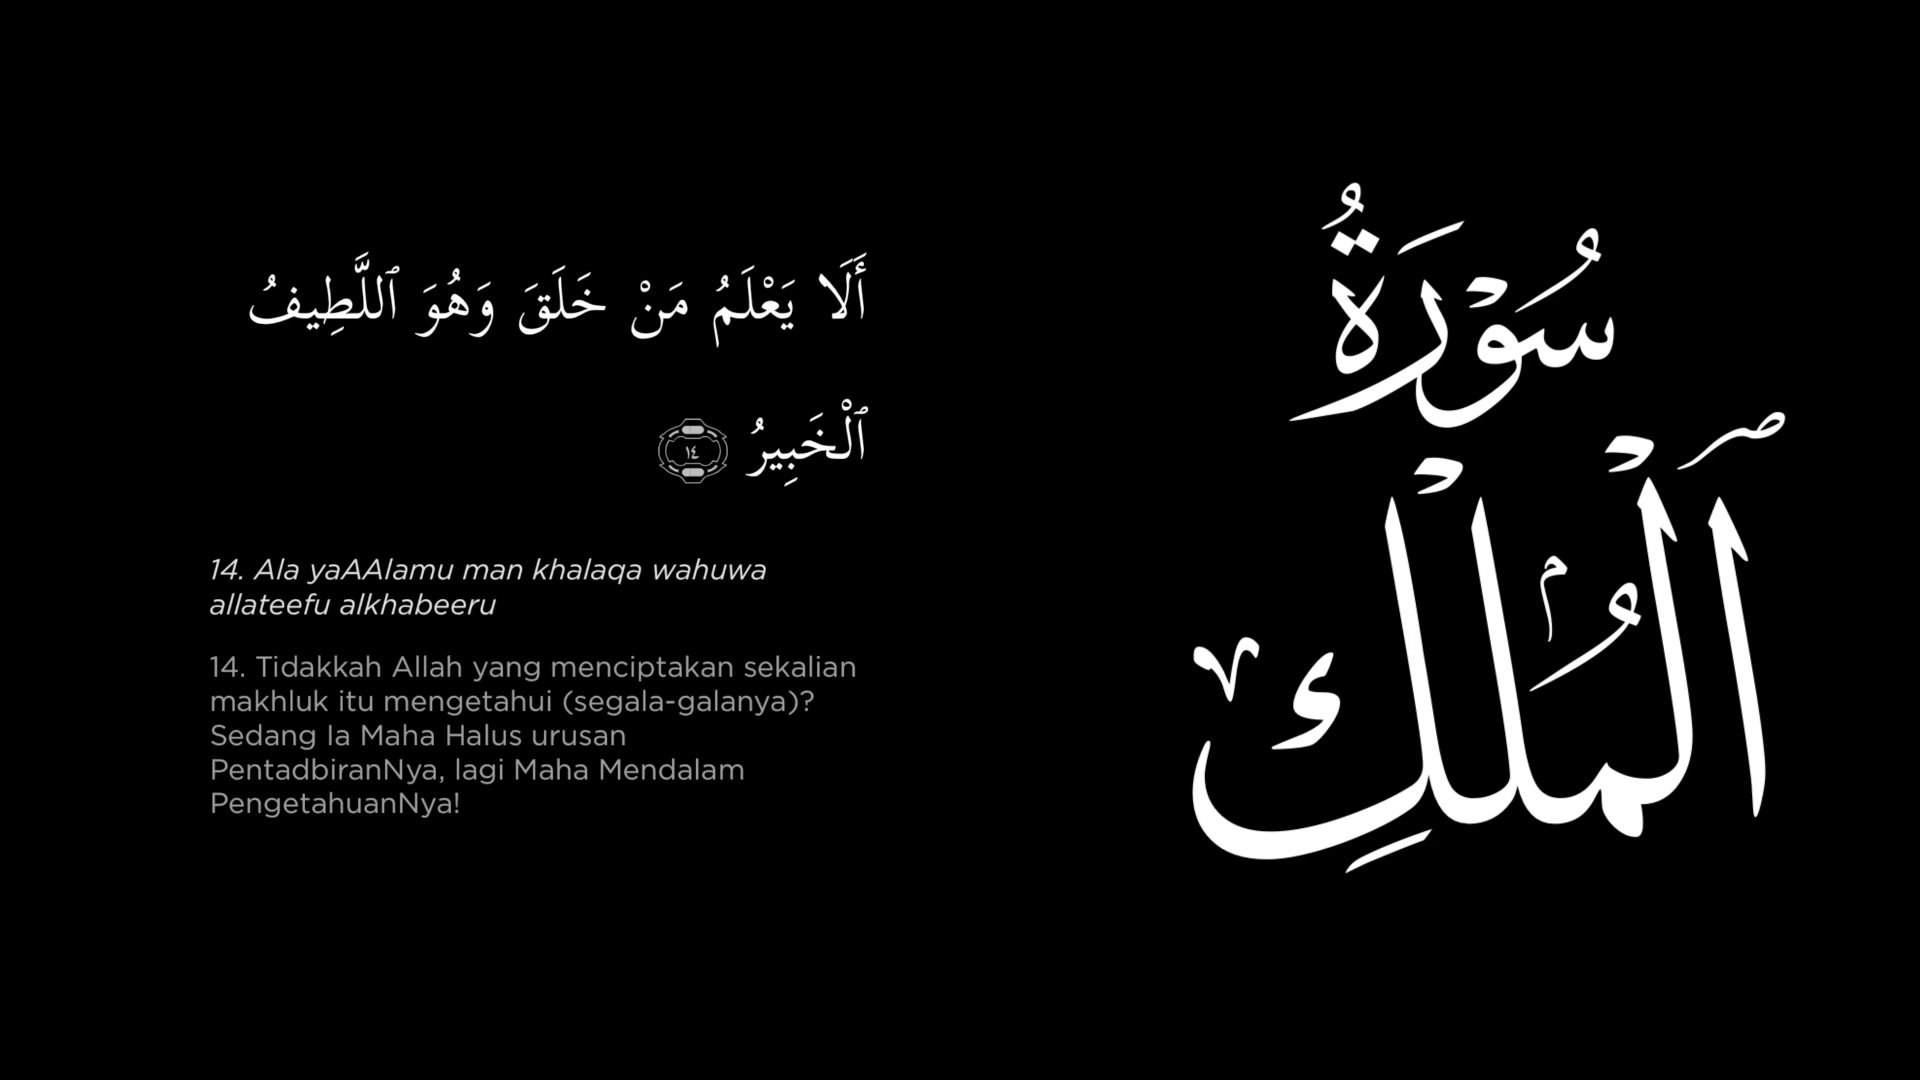 أَلَا يَعْلَمُ مَنْ خَلَقَ وَهُوَ ٱللَّطِيفُ
ٱلْخَبِيرُ ١٤
14. Ala yaAAlamu man khalaqa wahuwa
allateefu alkhabeeru
14. Tidakkah Allah yang menciptakan sekalian
makhluk itu mengetahui (segala-galanya)?
Sedang Ia Maha Halus urusan
PentadbiranNya, lagi Maha Mendalam
PengetahuanNya!
سُوْرَةُ
ٱلْمُلْكِ